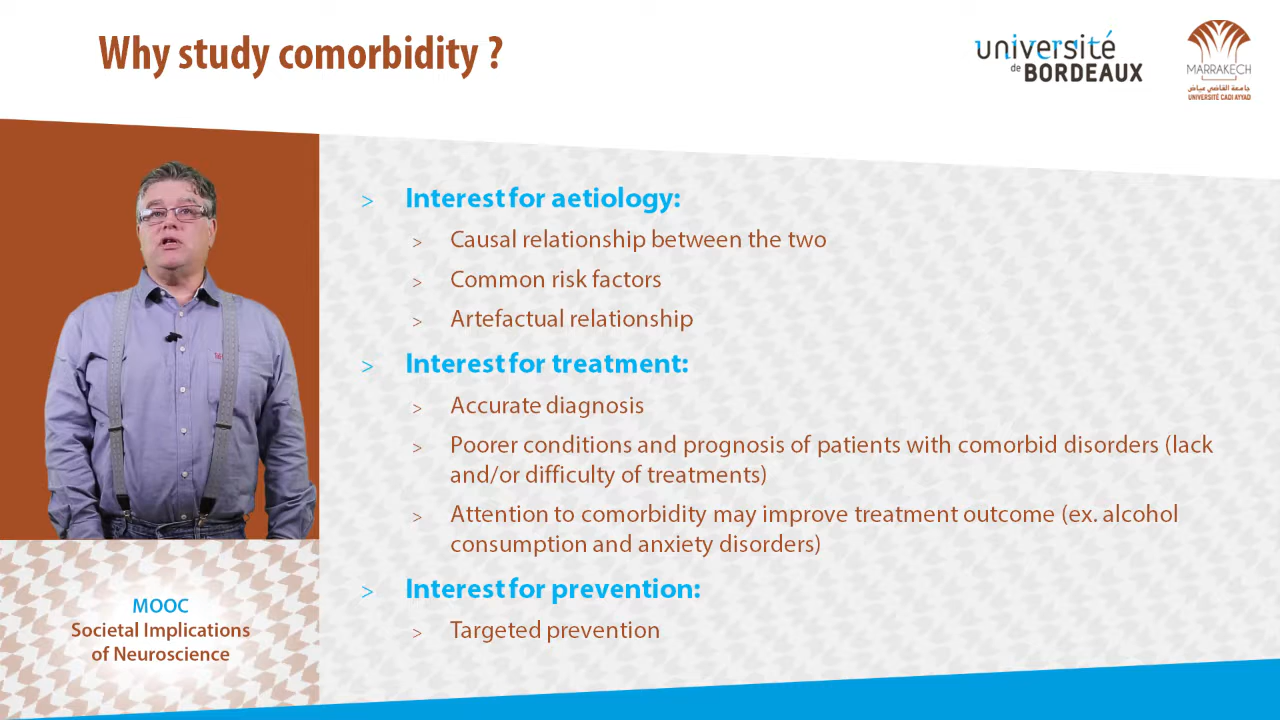 Why study comorbidity ?
université
de BORDEAUX
MARRAKECH
جامعة القاضي عياض
UNIVERSITÉ CADI AYYAD
> Interest for aetiology:
> Causal relationship between the two
> Common risk factors
> Artefactual relationship
> Interest for treatment:
> Accurate diagnosis
> Poorer conditions and prognosis of patients with comorbid disorders (lack
and/or difficulty of treatments)
> Attention to comorbidity may improve treatment outcome (ex. alcohol
consumption and anxiety disorders)
> Interest for prevention:
> Targeted prevention
MOOC
Societal Implications
of Neuroscience